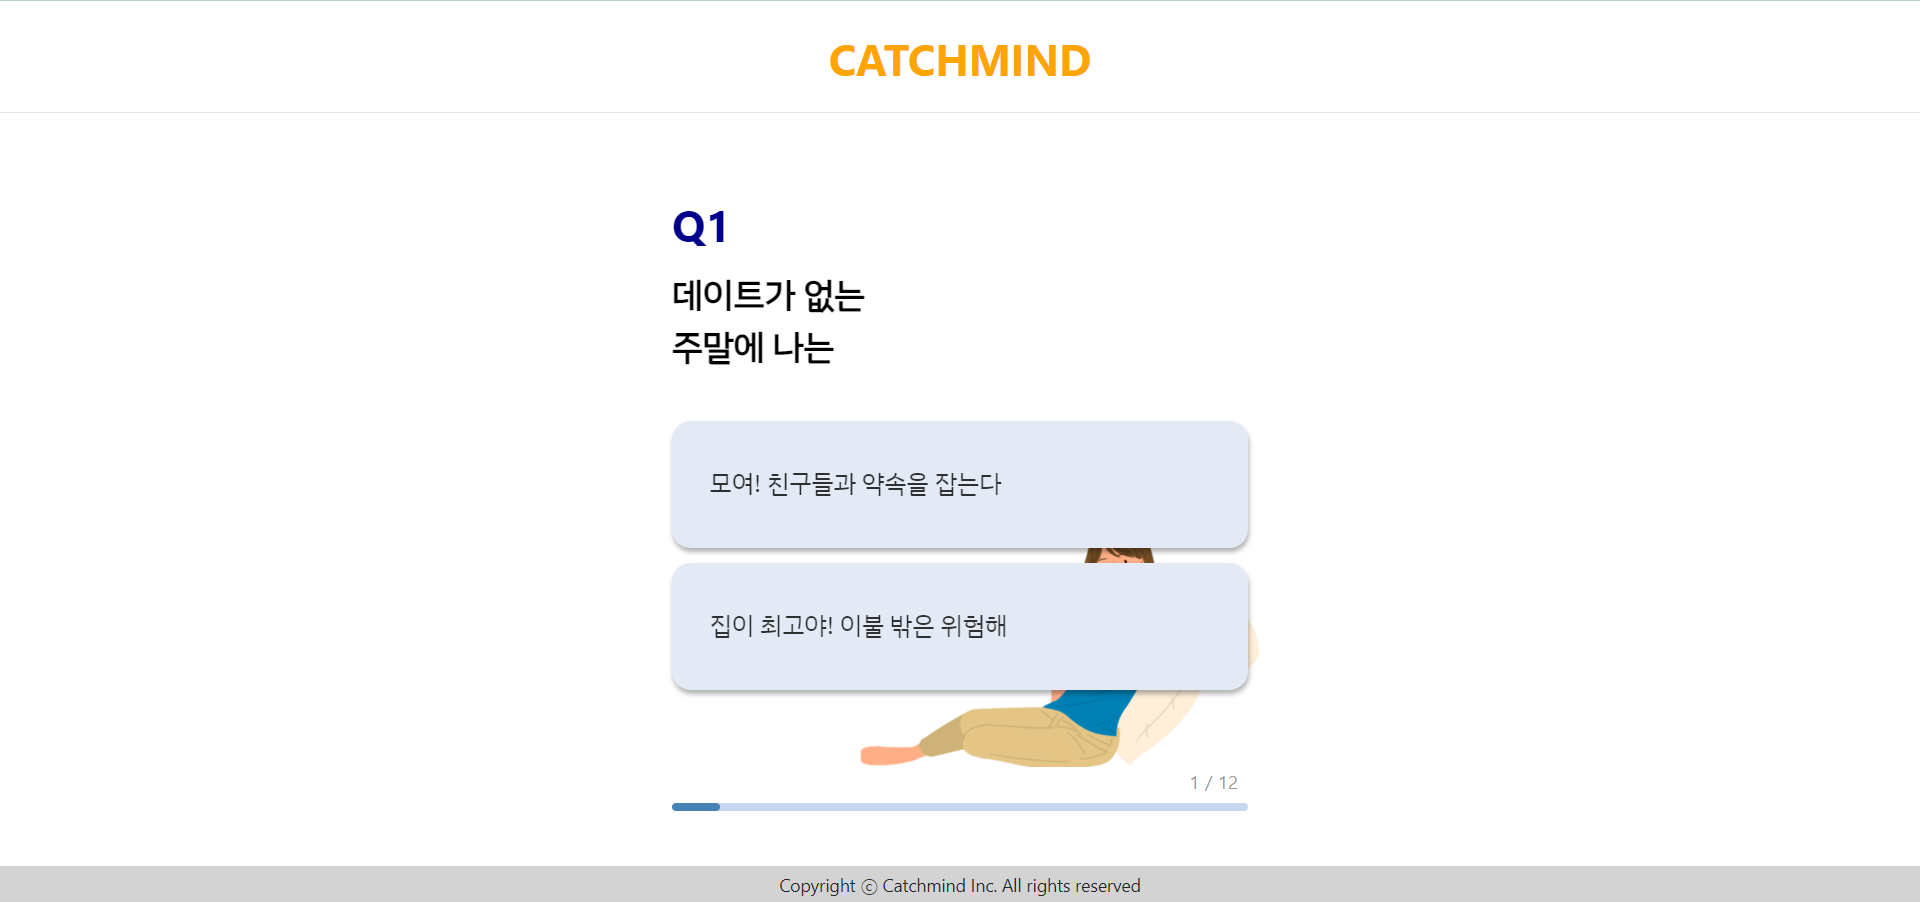 CATCHMIND
Q1
데이트가 없는
주말에 나는
모여! 친구들과 약속을 잡는다
집이 최고야! 이불 밖은 위험해
1 / 12
Copyright ⓒ Catchmind Inc. All rights reserved